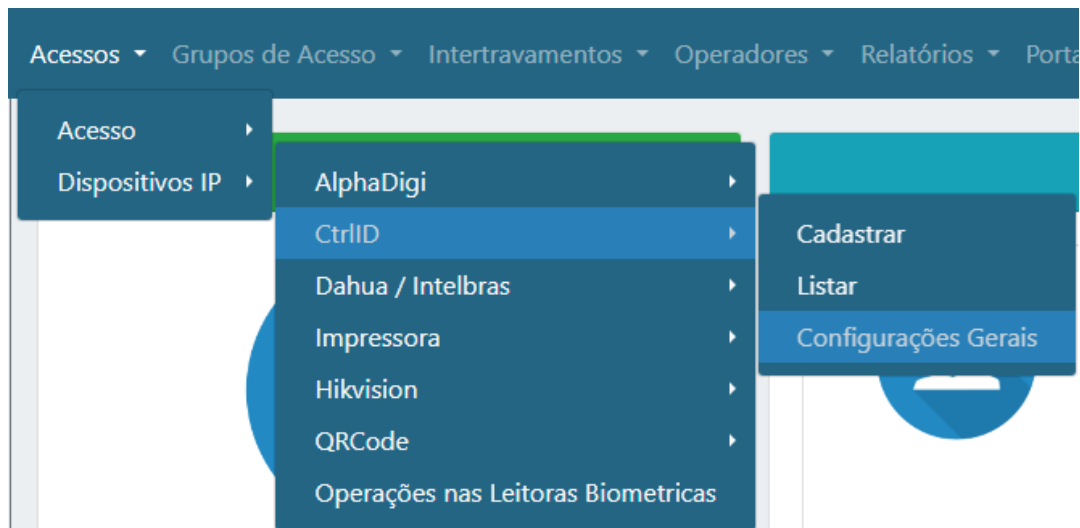 Acessos Grupos de Acesso Intertravamentos Operadores Relatórios
Acesso
Dispositivos IP
AlphaDigi
CtrlID
Dahua / Intelbras
Impressora
Hikvision
QRCode
Operações nas Leitoras Biometricas
Cadastrar
Listar
Configurações Gerais